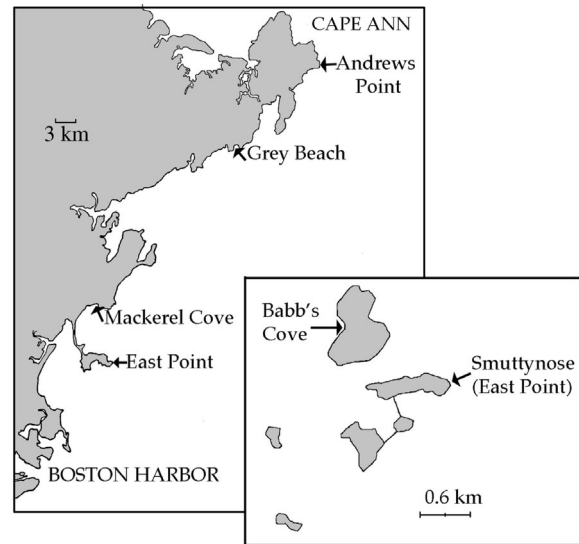 CAPE ANN
Andrews
Point
3 km
Grey Beach
Mackerel Cove
East Point
BOSTON HARBOR
Babb's
Cove
Smuttynose
(East Point)
0.6 km